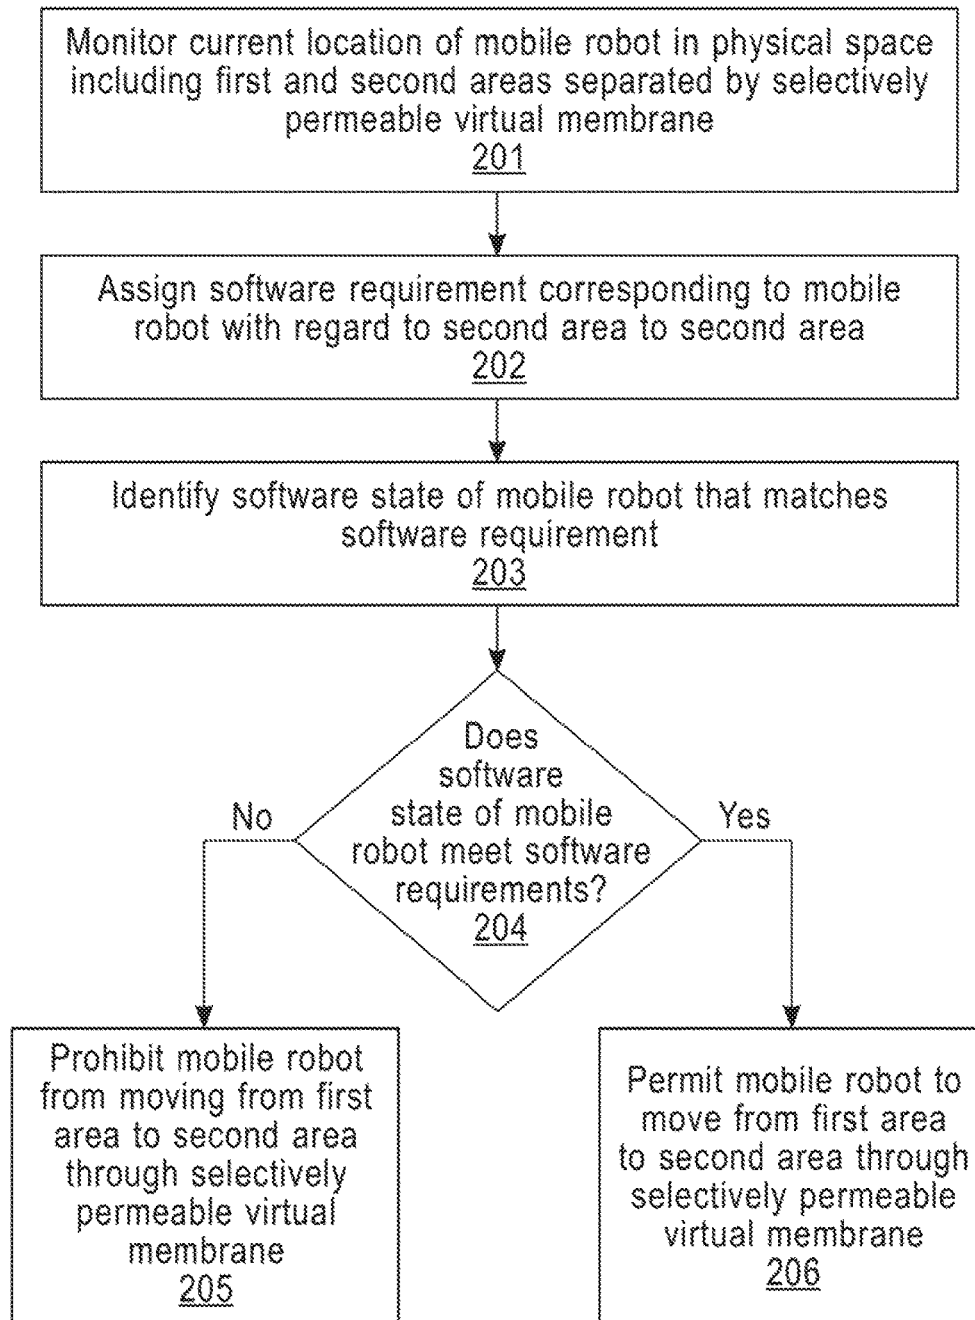 Monitor current location of mobile robot in physical space
including first and second areas separated by selectively
permeable virtual membrane
201
Assign software requirement corresponding to mobile
robot with regard to second area to second area
202
Identify software state of mobile robot that matches
software requirement
203
Does
software
state of mobile
robot meet software
requirements?
204
No
Yes
Prohibit mobile robot
from moving from first
area to second area
through selectively
permeable virtual
membrane
205
Permit mobile robot to
move from first area
to second area through
selectively permeable
virtual membrane
206